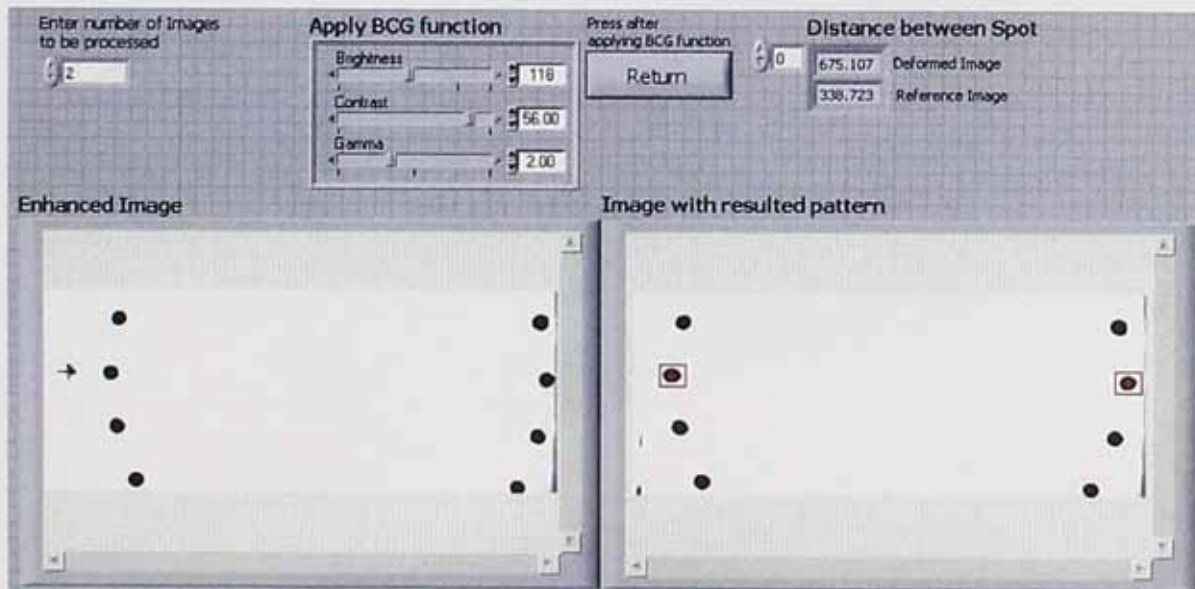 Enter number of Images
to be processed
2
Apply BCG function
Brightness
118
Contrast
56.00
Gamma
2.00
Press after
applying BCG function
Return
0
Distance between Spot
675.107 Deformed Image
338.723 Reference Image
Enhanced Image
Image with resulted pattern